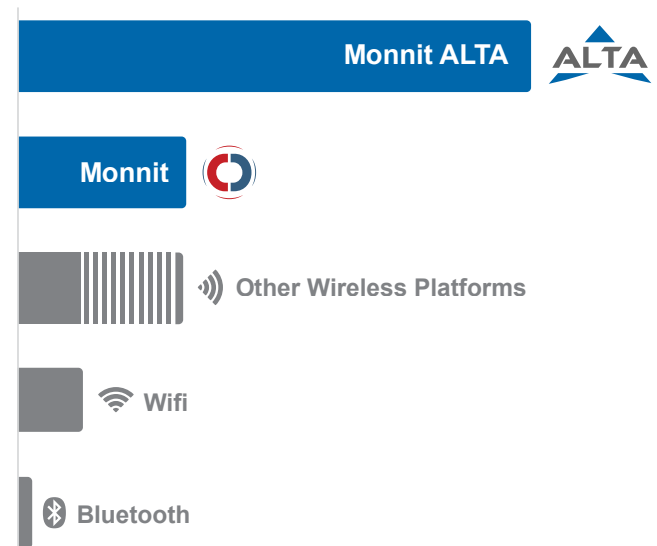 Monnit ALTA
ALTA
Monnit
Other Wireless Platforms
Wifi
Bluetooth